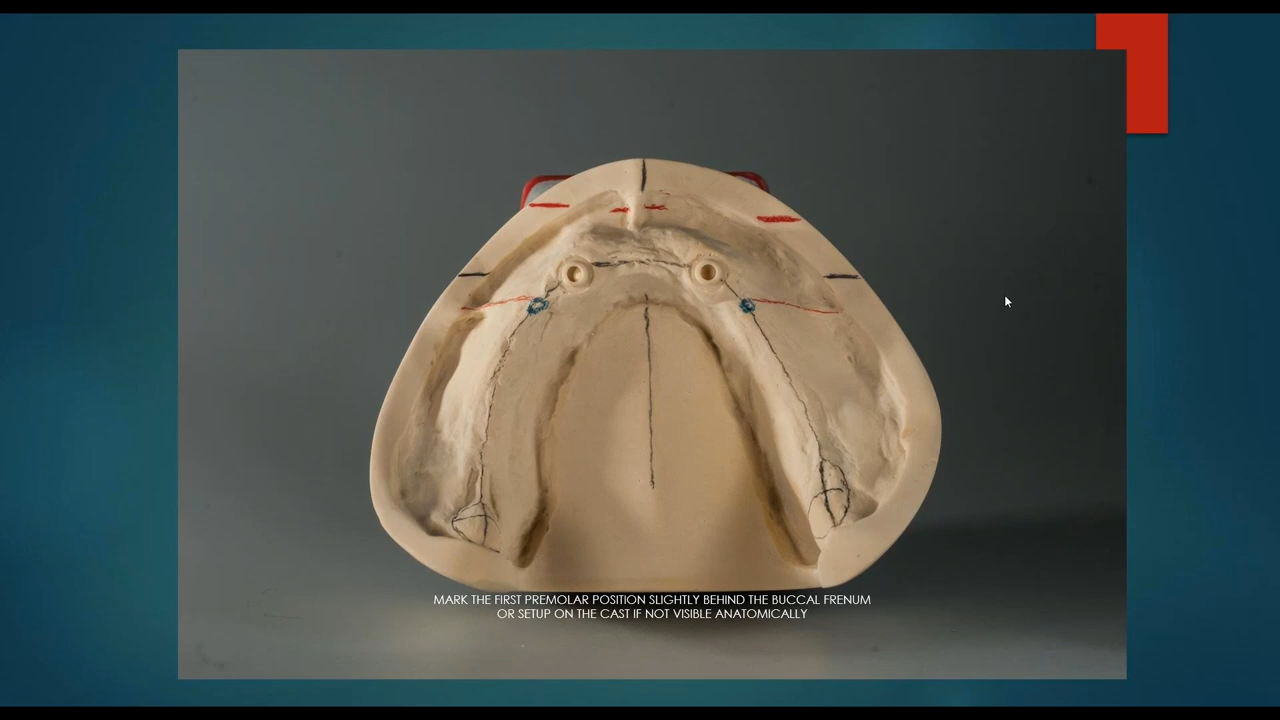 MARK THE FIRST PREMOLAR POSITION SLIGHTLY BEHIND THE BUCCAL FRENUM
OR SETUP ON THE CAST IF NOT VISIBLE ANATOMICALLY